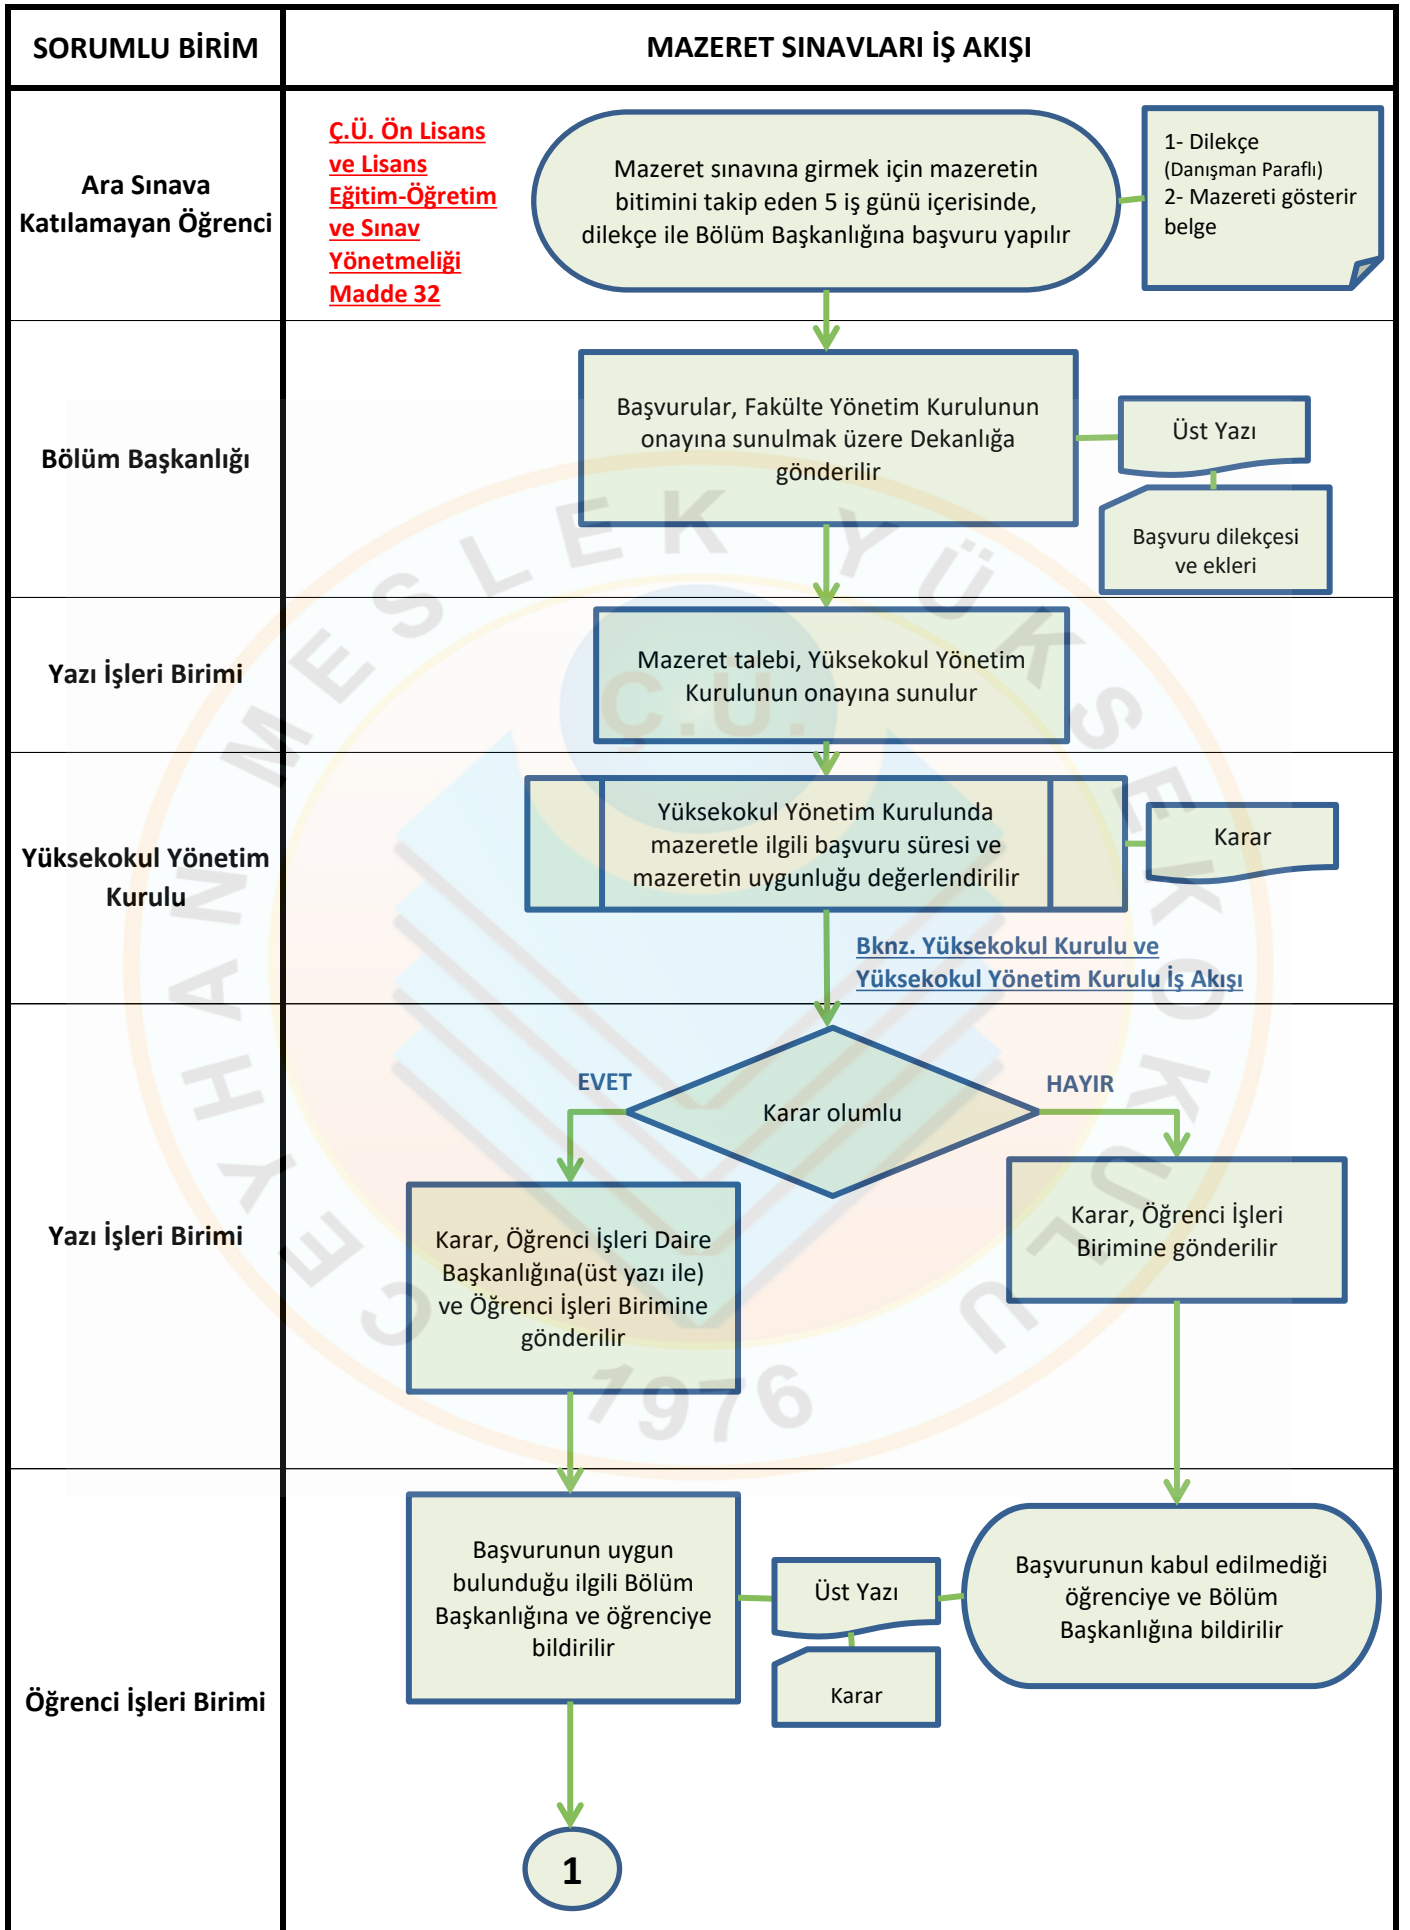 SORUMLU BİRİM
MAZERET SINAVLARI İŞ AKIŞI
Ara Sınava
Katılamayan Öğrenci
Ç.Ü. Ön Lisans
ve Lisans
Eğitim-Öğretim
ve Sınav
Yönetmeliği
Madde 32
Mazeret sınavına girmek için mazeretin
bitimini takip eden 5 iş günü içerisinde,
dilekçe ile Bölüm Başkanlığına başvuru yapılır
1- Dilekçe
(Danışman Paraflı)
2- Mazereti gösterir
belge
Bölüm Başkanlığı
Başvurular, Fakülte Yönetim Kurulunun
onayına sunulmak üzere Dekanlığa
gönderilir
Üst Yazı
Başvuru dilekçesi
ve ekleri
Yazı İşleri Birimi
Mazeret talebi, Yüksekokul Yönetim
Kurulunun onayına sunulur
Yüksekokul Yönetim
Kurulu
Yüksekokul Yönetim Kurulunda
mazeretle ilgili başvuru süresi ve
mazeretin uygunluğu değerlendirilir
Karar
Bknz. Yüksekokul Kurulu ve
Yüksekokul Yönetim Kurulu İş Akışı
Yazı İşleri Birimi
EVET
Karar olumlu
HAYIR
Karar, Öğrenci İşleri Daire
Başkanlığına(üst yazı ile)
ve Öğrenci İşleri Birimine
gönderilir
Karar, Öğrenci İşleri
Birimine gönderilir
Öğrenci İşleri Birimi
Başvurunun uygun
bulunduğu ilgili Bölüm
Başkanlığına ve öğrenciye
bildirilir
Üst Yazı
Karar
Başvurunun kabul edilmediği
öğrenciye ve Bölüm
Başkanlığına bildirilir
1
CEYHAN MESLEK YÜKSEKOKULU
Ç.Ü.
1976